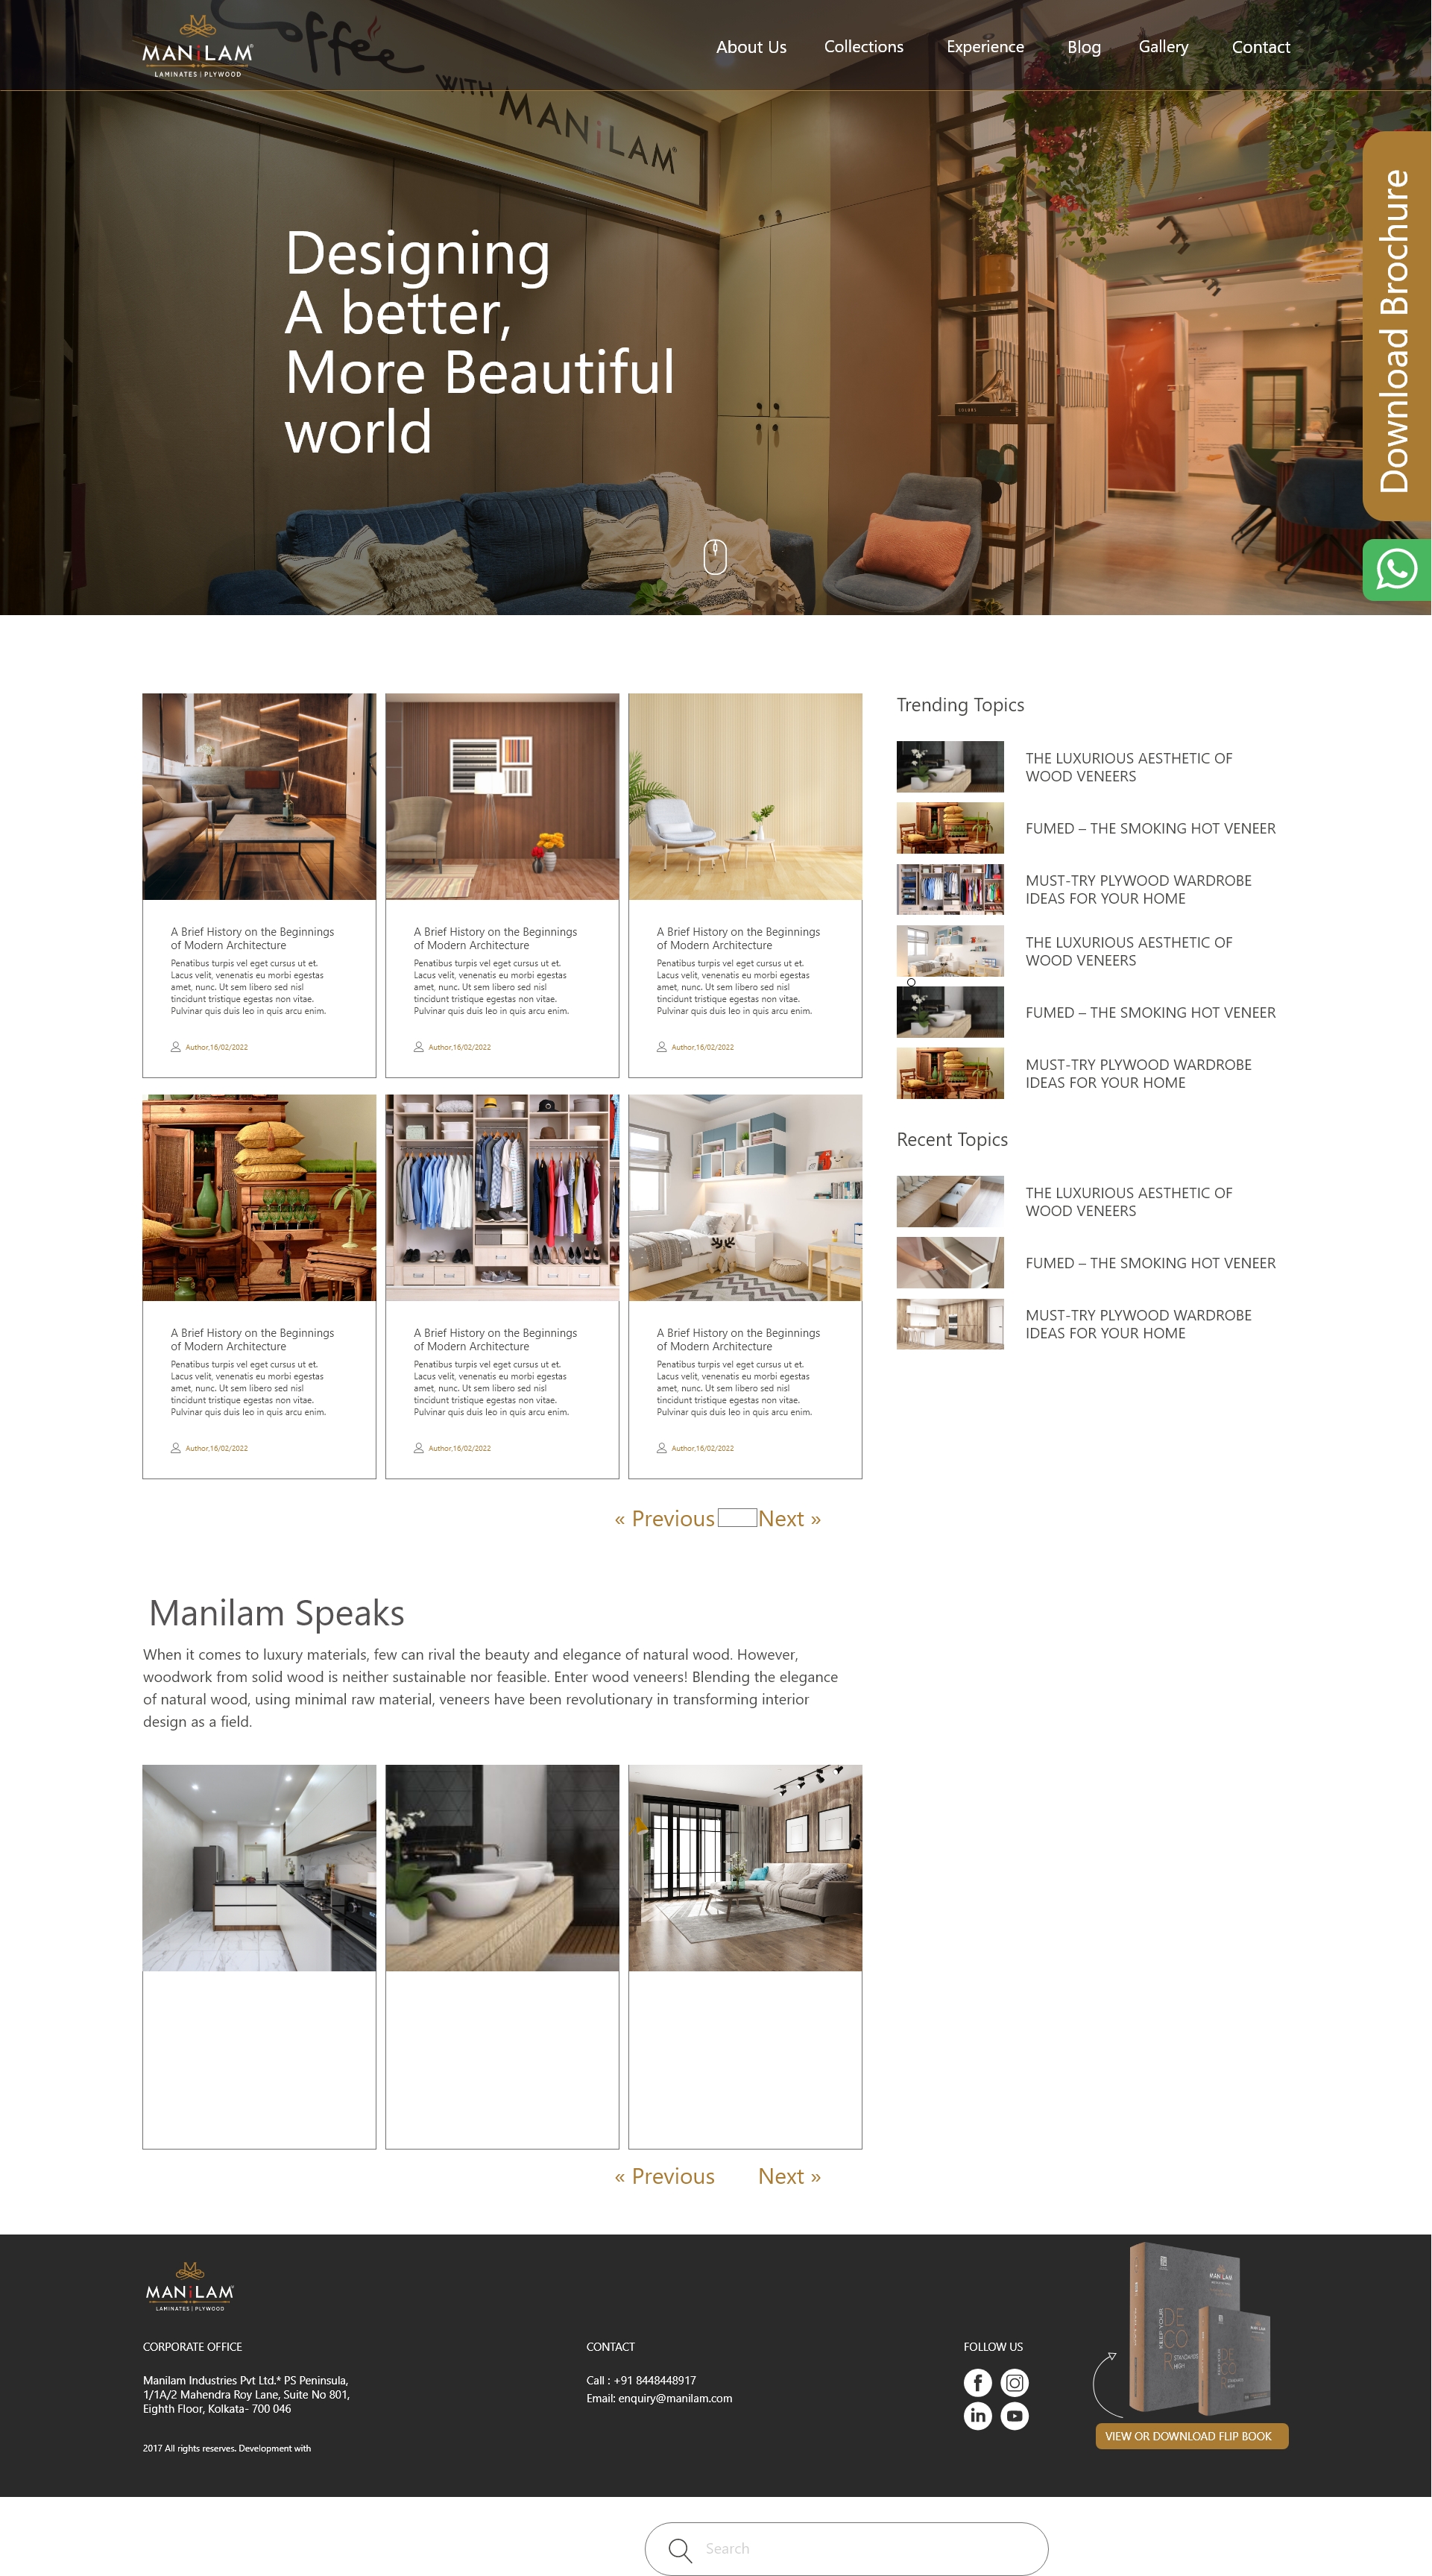 MANiLAM
LAMINATES | PLYWOOD
About Us
Collections
Experience
Blog
Gallery
Contact
Coffee
WITH MANiLAM
Designing
A better,
More Beautiful
world
Download Brochure
A Brief History on the Beginnings
of Modern Architecture
Penatibus turpis vel eget cursus ut et.
Lacus velit, venenatis eu morbi egestas
amet, nunc. Ut sem libero sed nisl
tincidunt tristique egestas non vitae.
Pulvinar quis duis leo in quis arcu enim.
Author,16/02/2022
A Brief History on the Beginnings
of Modern Architecture
Penatibus turpis vel eget cursus ut et.
Lacus velit, venenatis eu morbi egestas
amet, nunc. Ut sem libero sed nisl
tincidunt tristique egestas non vitae.
Pulvinar quis duis leo in quis arcu enim.
Author,16/02/2022
A Brief History on the Beginnings
of Modern Architecture
Penatibus turpis vel eget cursus ut et.
Lacus velit, venenatis eu morbi egestas
amet, nunc. Ut sem libero sed nisl
tincidunt tristique egestas non vitae.
Pulvinar quis duis leo in quis arcu enim.
Author,16/02/2022
A Brief History on the Beginnings
of Modern Architecture
Penatibus turpis vel eget cursus ut et.
Lacus velit, venenatis eu morbi egestas
amet, nunc. Ut sem libero sed nisl
tincidunt tristique egestas non vitae.
Pulvinar quis duis leo in quis arcu enim.
Author,16/02/2022
A Brief History on the Beginnings
of Modern Architecture
Penatibus turpis vel eget cursus ut et.
Lacus velit, venenatis eu morbi egestas
amet, nunc. Ut sem libero sed nisl
tincidunt tristique egestas non vitae.
Pulvinar quis duis leo in quis arcu enim.
Author,16/02/2022
A Brief History on the Beginnings
of Modern Architecture
Penatibus turpis vel eget cursus ut et.
Lacus velit, venenatis eu morbi egestas
amet, nunc. Ut sem libero sed nisl
tincidunt tristique egestas non vitae.
Pulvinar quis duis leo in quis arcu enim.
Author,16/02/2022
« Previous
Next »
Trending Topics
THE LUXURIOUS AESTHETIC OF
WOOD VENEERS
FUMED – THE SMOKING HOT VENEER
MUST-TRY PLYWOOD WARDROBE
IDEAS FOR YOUR HOME
THE LUXURIOUS AESTHETIC OF
WOOD VENEERS
FUMED – THE SMOKING HOT VENEER
MUST-TRY PLYWOOD WARDROBE
IDEAS FOR YOUR HOME
Recent Topics
THE LUXURIOUS AESTHETIC OF
WOOD VENEERS
FUMED – THE SMOKING HOT VENEER
MUST-TRY PLYWOOD WARDROBE
IDEAS FOR YOUR HOME
Manilam Speaks
When it comes to luxury materials, few can rival the beauty and elegance of natural wood. However,
woodwork from solid wood is neither sustainable nor feasible. Enter wood veneers! Blending the elegance
of natural wood, using minimal raw material, veneers have been revolutionary in transforming interior
design as a field.
« Previous
Next »
MANiLAM
LAMINATES | PLYWOOD
CORPORATE OFFICE
Manilam Industries Pvt Ltd.* PS Peninsula,
1/1A/2 Mahendra Roy Lane, Suite No 801,
Eighth Floor, Kolkata- 700 046
2017 All rights reserves. Development with
CONTACT
Call : +91 8448448917
Email: enquiry@manilam.com
FOLLOW US
KEEP YOUR
DE
CO
R
STANDARDS
HIGH
VIEW OR DOWNLOAD FLIP BOOK
Search